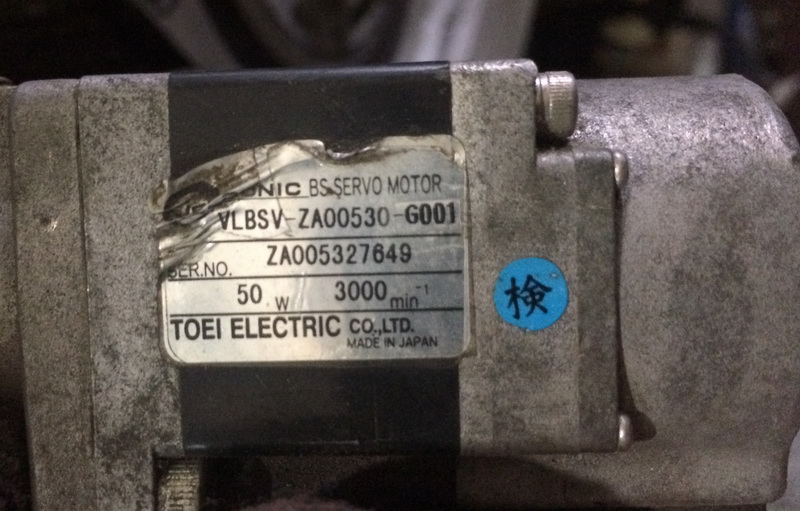 BS SERVO MOTOR
VLBSV-ZA00530-G001
ZA005327649
SER.NO.
50 W 3000 min⁻¹
TOEI ELECTRIC CO.,LTD.
MADE IN JAPAN
検